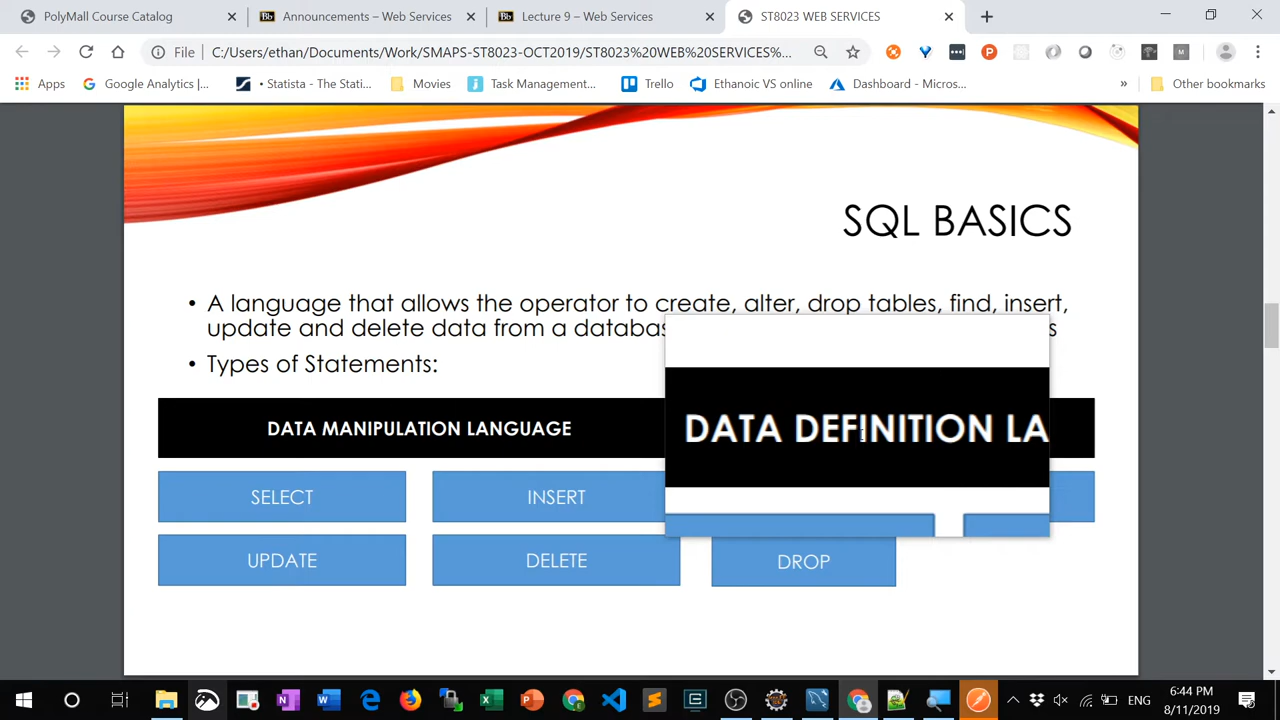 PolyMall Course Catalog
Announcements – Web Services
Lecture 9 – Web Services
ST8023 WEB SERVICES
File
C:/Users/ethan/Documents/Work/SMAPS-ST8023-OCT2019/ST8023%20WEB%20SERVICES%...
Apps
Google Analytics |...
• Statista - The Stati...
Movies
Task Management...
Trello
Ethanoic VS online
Dashboard - Micros...
»
Other bookmarks
SQL BASICS
• A language that allows the operator to create, alter, drop tables, find, insert,
update and delete data from a databas
• Types of Statements:
DATA MANIPULATION LANGUAGE
DATA DEFINITION LA
SELECT
INSERT
UPDATE
DELETE
DROP
ENG
6:44 PM
8/11/2019